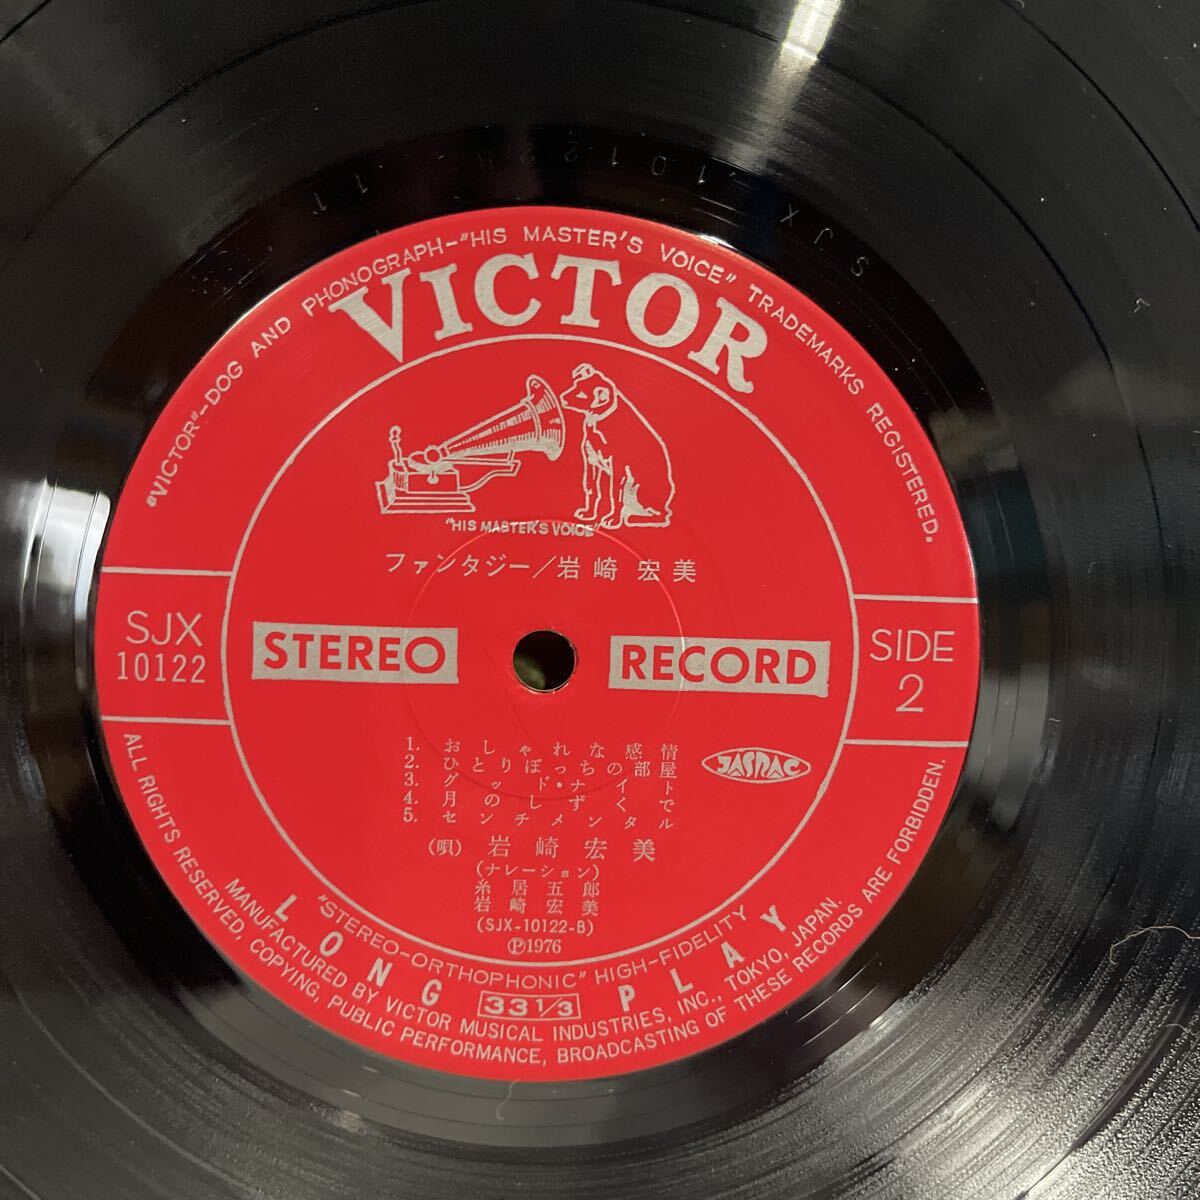 "VICTOR"-DOG AND PHONOGRAPH-"HIS MASTER'S VOICE" TRADEMARKS REGISTERED.
VICTOR
"HIS MASTER'S VOICE"
ファンタジー/岩崎 宏美
SJX
10122
STEREO
RECORD
SIDE
2
1. おしゃれな感情
2. ひとりぼっちの部屋
3. グッド・ナイト
4. 月のしずくで
5. センチメンタル
JASRAC
(唄) 岩崎宏美
(ナレーション)
糸居五郎
岩崎宏美
(SJX-10122-B)
Ⓟ1976
"STEREO-ORTHOPHONIC" HIGH-FIDELITY
LONG 33 1/3 PLAY
MANUFACTURED BY VICTOR MUSICAL INDUSTRIES, INC., TOKYO, JAPAN.
ALL RIGHTS RESERVED, COPYING, PUBLIC PERFORMANCE, BROADCASTING OF THESE RECORDS ARE FORBIDDEN.